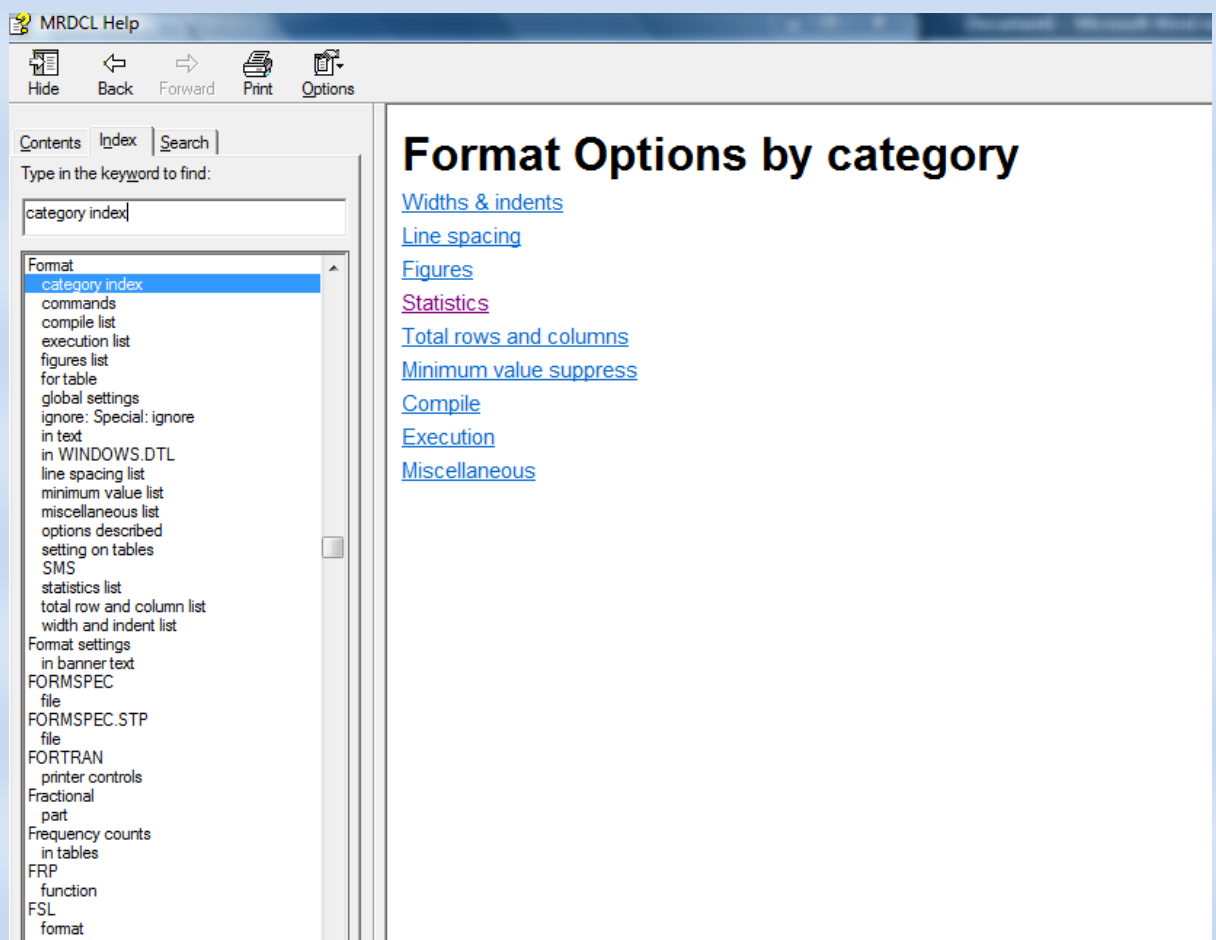 MRDCL Help
Hide
Back
Forward
Print
Options
Contents
Index
Search
Type in the keyword to find:
category index
Format
category index
commands
compile list
execution list
figures list
for table
global settings
ignore: Special: ignore
in text
in WINDOWS.DTL
line spacing list
minimum value list
miscellaneous list
options described
setting on tables
SMS
statistics list
total row and column list
width and indent list
Format settings
in banner text
FORMSPEC
file
FORMSPEC.STP
file
FORTRAN
printer controls
Fractional
part
Frequency counts
in tables
FRP
function
FSL
format
Format Options by category
Widths & indents
Line spacing
Figures
Statistics
Total rows and columns
Minimum value suppress
Compile
Execution
Miscellaneous